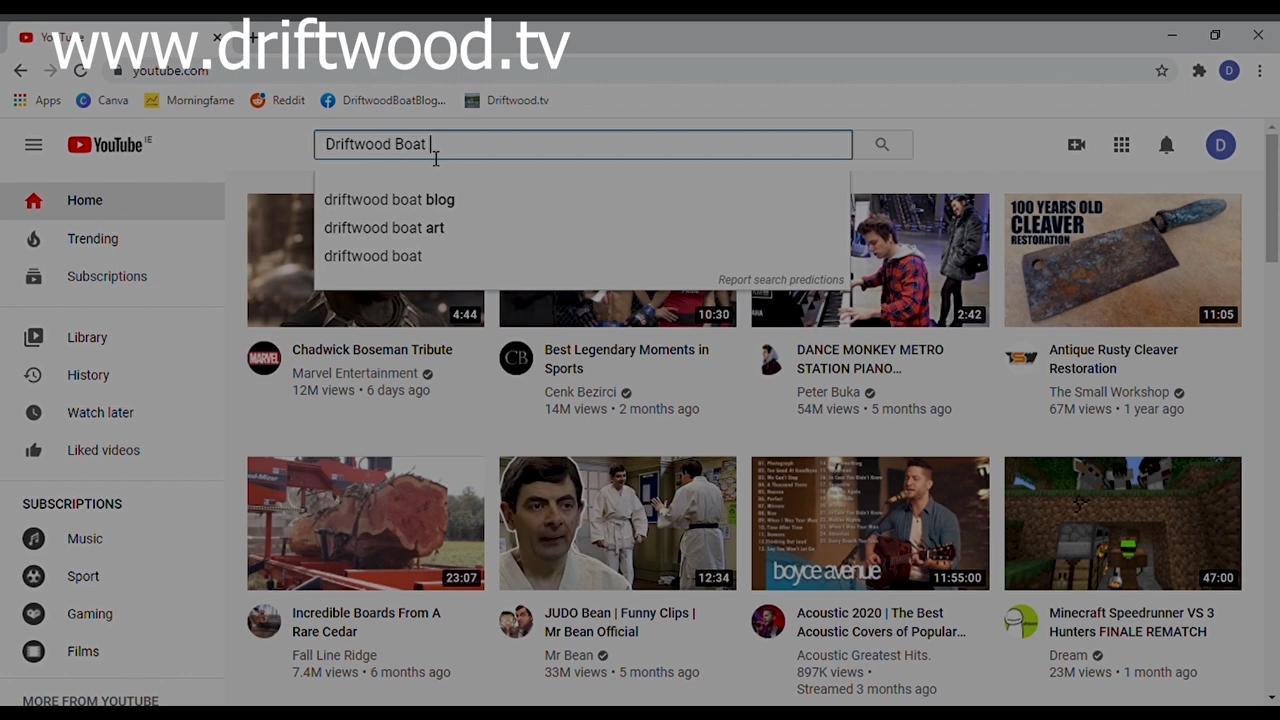 www.driftwood.tv
YouTube
youtube.com
D
Apps
Canva
Morningfame
Reddit
DriftwoodBoatBlog...
Driftwood.tv
YouTube IE
Driftwood Boat
D
driftwood boat blog
driftwood boat art
driftwood boat
Report search predictions
Home
Trending
Subscriptions
Library
History
Watch later
Liked videos
SUBSCRIPTIONS
Music
Sport
Gaming
Films
MORE FROM YOUTUBE
4:44
MARVEL
Chadwick Boseman Tribute
Marvel Entertainment
12M views • 6 days ago
10:30
CB
Best Legendary Moments in
Sports
Cenk Bezirci
14M views • 2 months ago
YAMAHA
2:42
DANCE MONKEY METRO
STATION PIANO...
Peter Buka
54M views • 5 months ago
100 YEARS OLD
CLEAVER
RESTORATION
11:05
TSW
Antique Rusty Cleaver
Restoration
The Small Workshop
67M views • 1 year ago
23:07
Incredible Boards From A
Rare Cedar
Fall Line Ridge
7.4M views • 6 months ago
12:34
JUDO Bean | Funny Clips |
Mr Bean Official
Mr Bean
33M views • 5 months ago
boyce avenue
11:55:00
Acoustic 2020 | The Best
Acoustic Covers of Popular...
Acoustic Greatest Hits.
897K views •
Streamed 3 months ago
47:00
Minecraft Speedrunner VS 3
Hunters FINALE REMATCH
Dream
23M views • 1 month ago